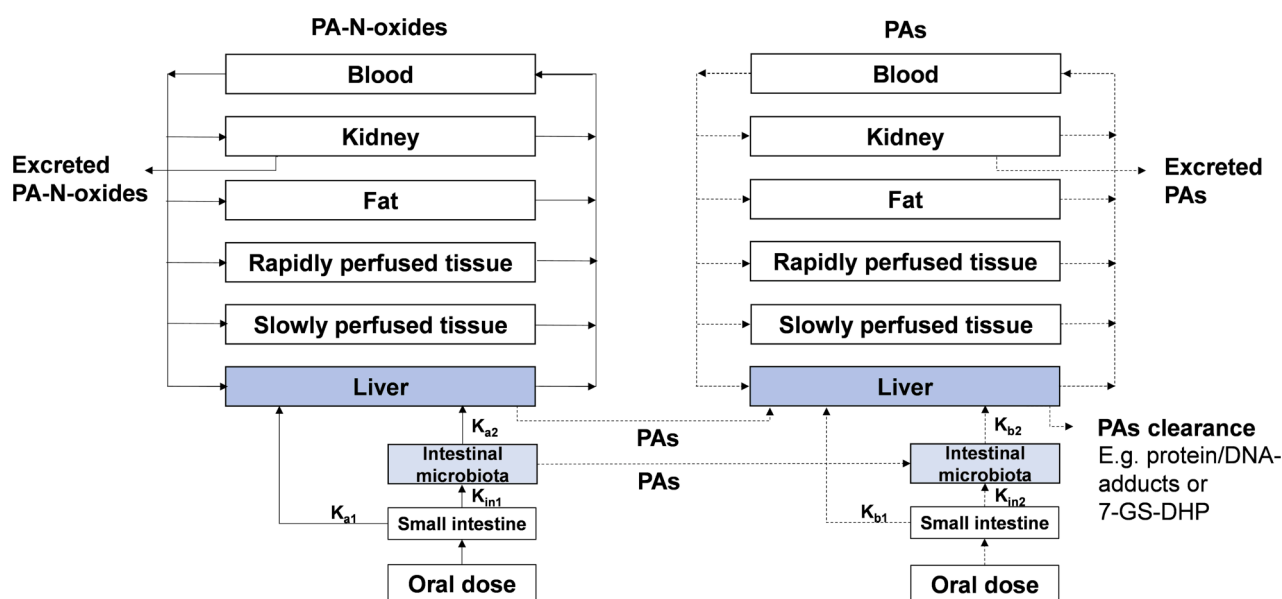 PA-N-oxides
Blood
Kidney
Excreted
PA-N-oxides
Fat
Rapidly perfused tissue
Slowly perfused tissue
Liver
Ka2
PAs
Intestinal
microbiota
PAs
Kin1
Ka1
Small intestine
Oral dose
PAs
Blood
Kidney
Excreted
PAs
Fat
Rapidly perfused tissue
Slowly perfused tissue
Liver
Kb2
PAs clearance
E.g. protein/DNA-
adducts or
7-GS-DHP
Intestinal
microbiota
Kin2
Kb1
Small intestine
Oral dose